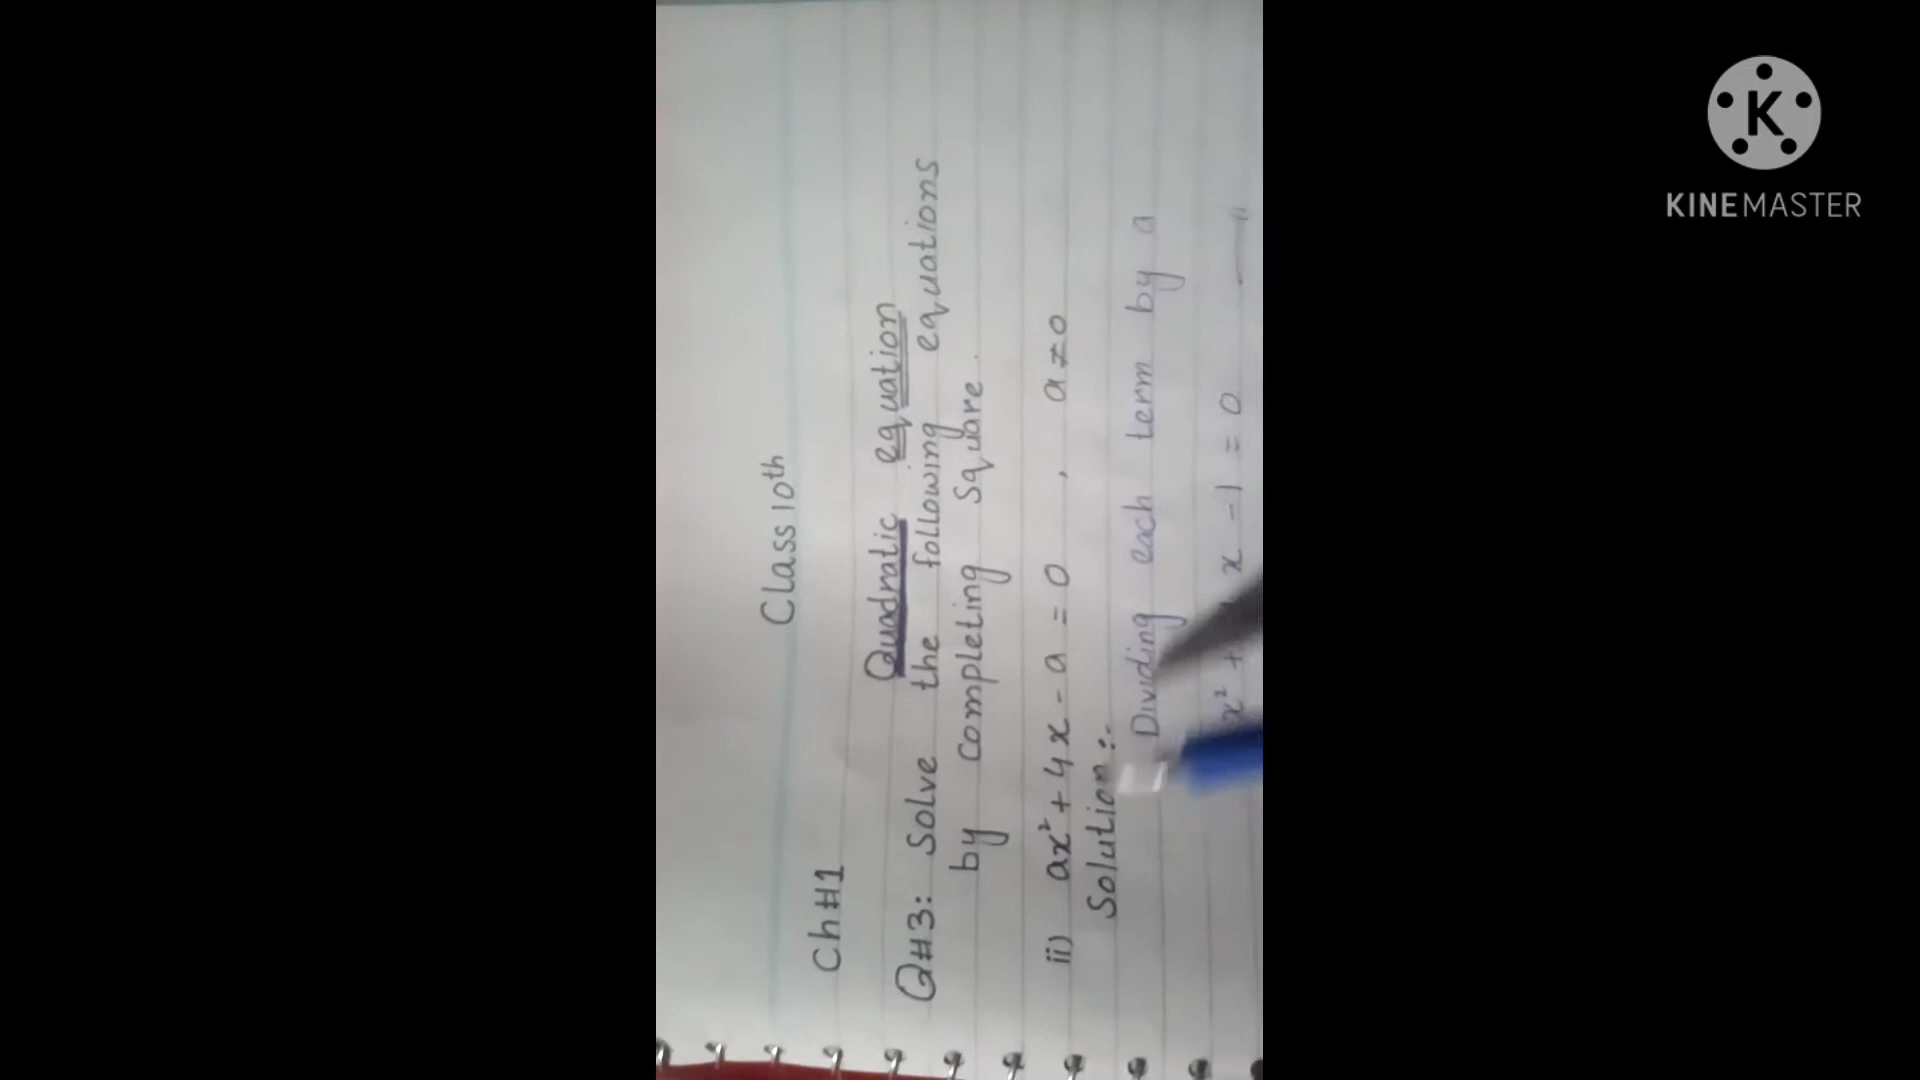 Class 10th
Ch#1
Quadratic equation
Q#3: Solve the following equations
by completing square.
ii) ax² + 4x - a = 0 , a ≠ 0
Solution:-
Dividing each term by a
x² + x - 1 = 0
KINEMASTER